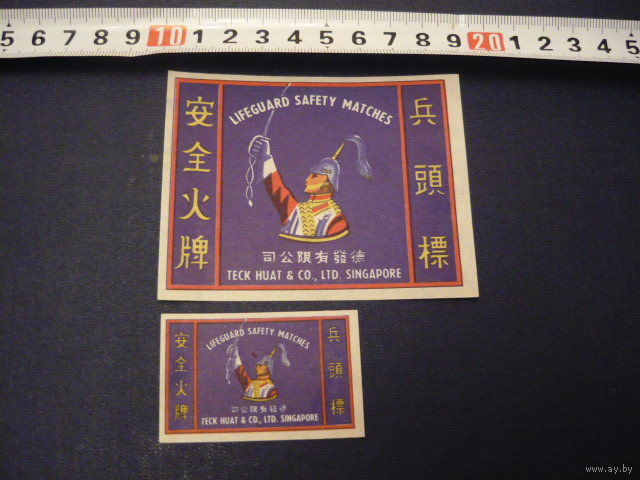 5 6 7 8 9 10 1 2 3 4 5 6 7 8 9 20 1 2 3 4 5
LIFEGUARD SAFETY MATCHES
兵頭標
安全火牌
司公限有發德
TECK HUAT & CO., LTD. SINGAPORE
LIFEGUARD SAFETY MATCHES
兵頭標
安全火牌
司公限有發德
TECK HUAT & CO., LTD. SINGAPORE
www.ay.by